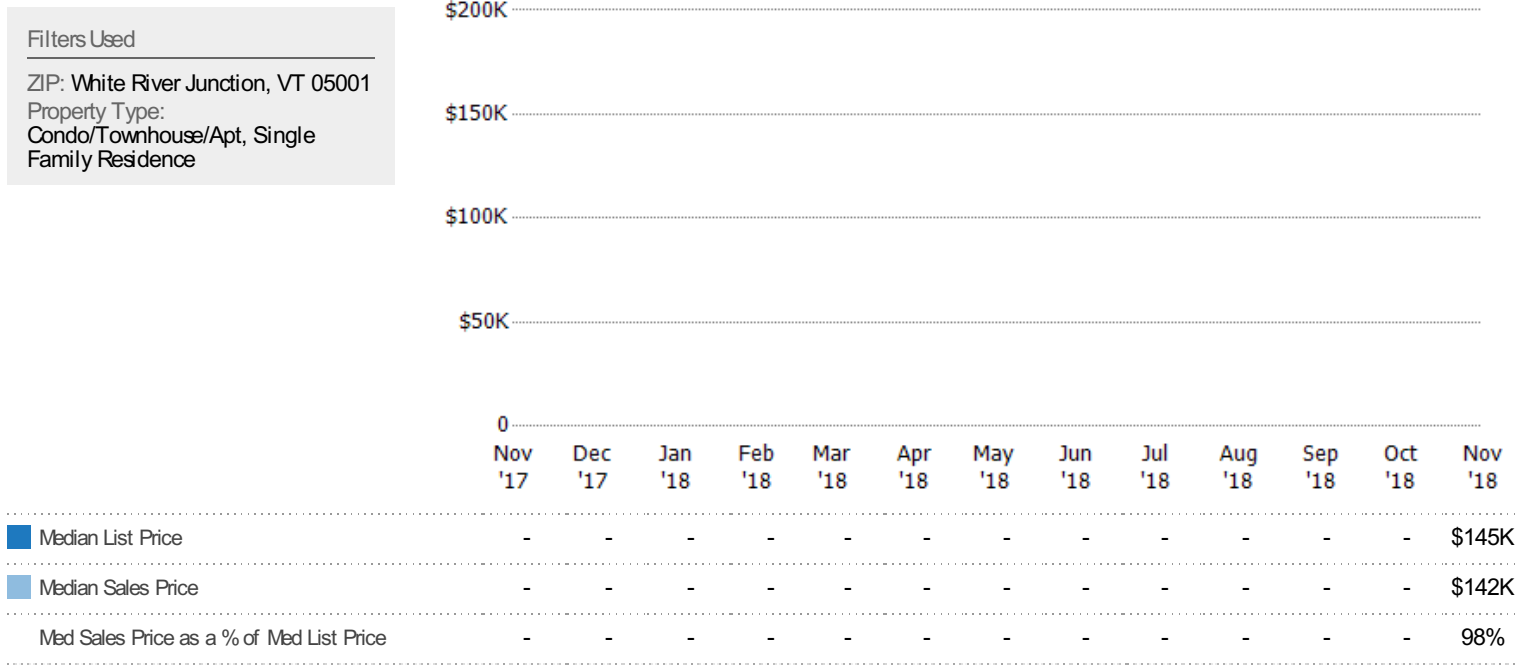 Filters Used
ZIP: White River Junction, VT 05001
Property Type:
Condo/Townhouse/Apt, Single
Family Residence
$200K
$150K
$100K
$50K
0
Nov Dec Jan Feb Mar Apr May Jun Jul Aug Sep Oct Nov
'17 '17 '18 '18 '18 '18 '18 '18 '18 '18 '18 '18 '18
Median List Price - - - - - - - - - - - - $145K
Median Sales Price - - - - - - - - - - - - $142K
Med Sales Price as a % of Med List Price - - - - - - - - - - - - 98%